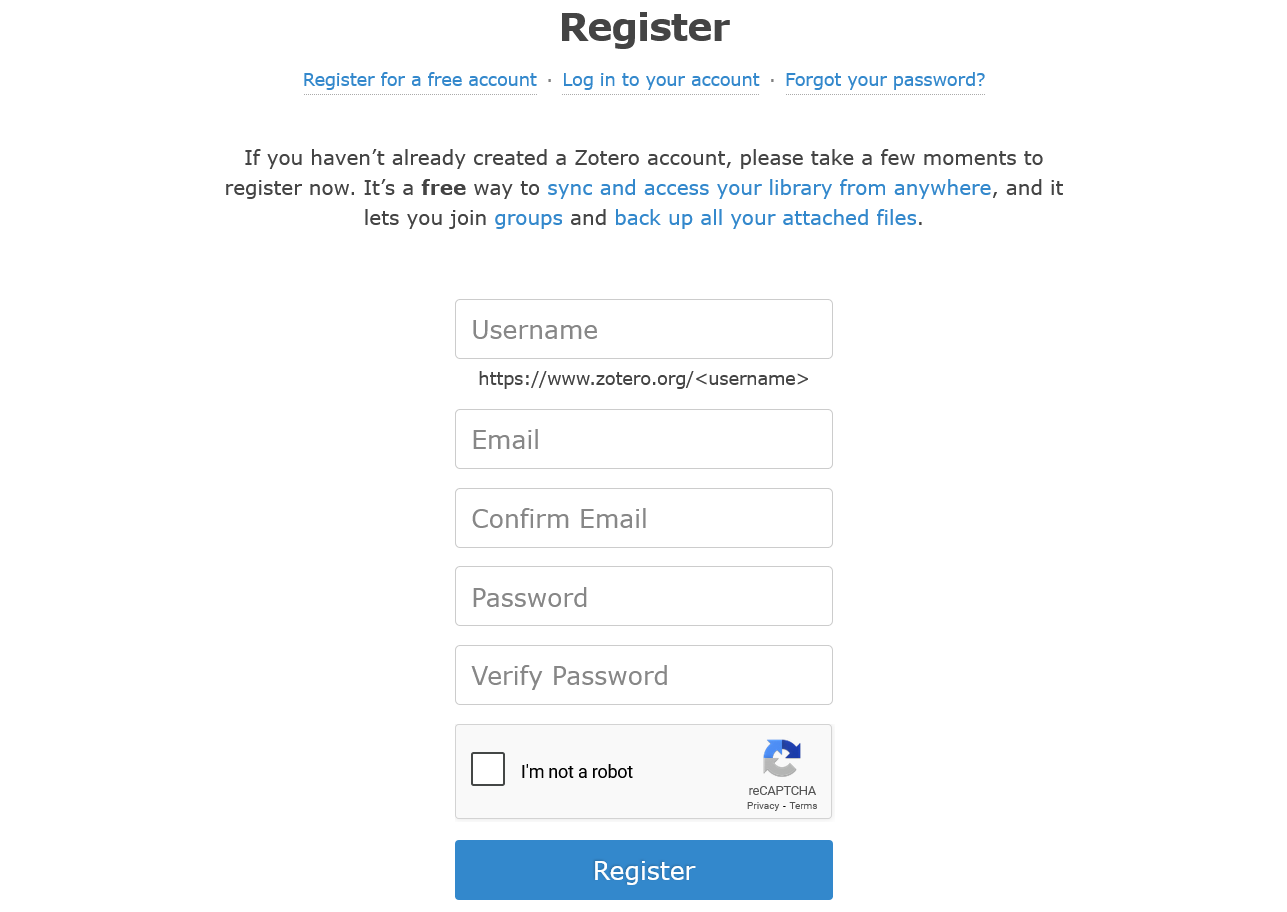 Register
Register for a free account · Log in to your account · Forgot your password?
If you haven’t already created a Zotero account, please take a few moments to
register now. It’s a free way to sync and access your library from anywhere, and it
lets you join groups and back up all your attached files.
Username
https://www.zotero.org/<username>
Email
Confirm Email
Password
Verify Password
I'm not a robot
reCAPTCHA
Privacy - Terms
Register